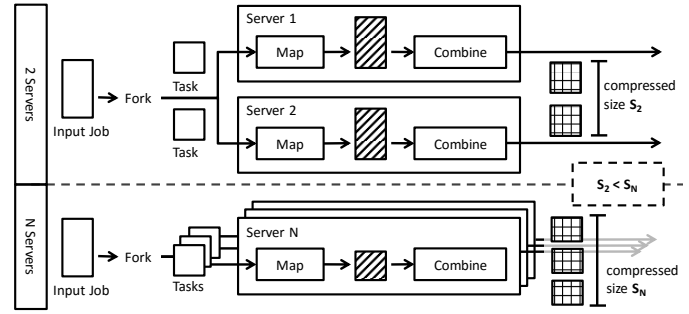 2 Servers
Input Job
Fork
Task
Task
Server 1
Map
Combine
Server 2
Map
Combine
compressed
size S2
S2 < SN
N Servers
Input Job
Fork
Tasks
Server N
Map
Combine
compressed
size SN